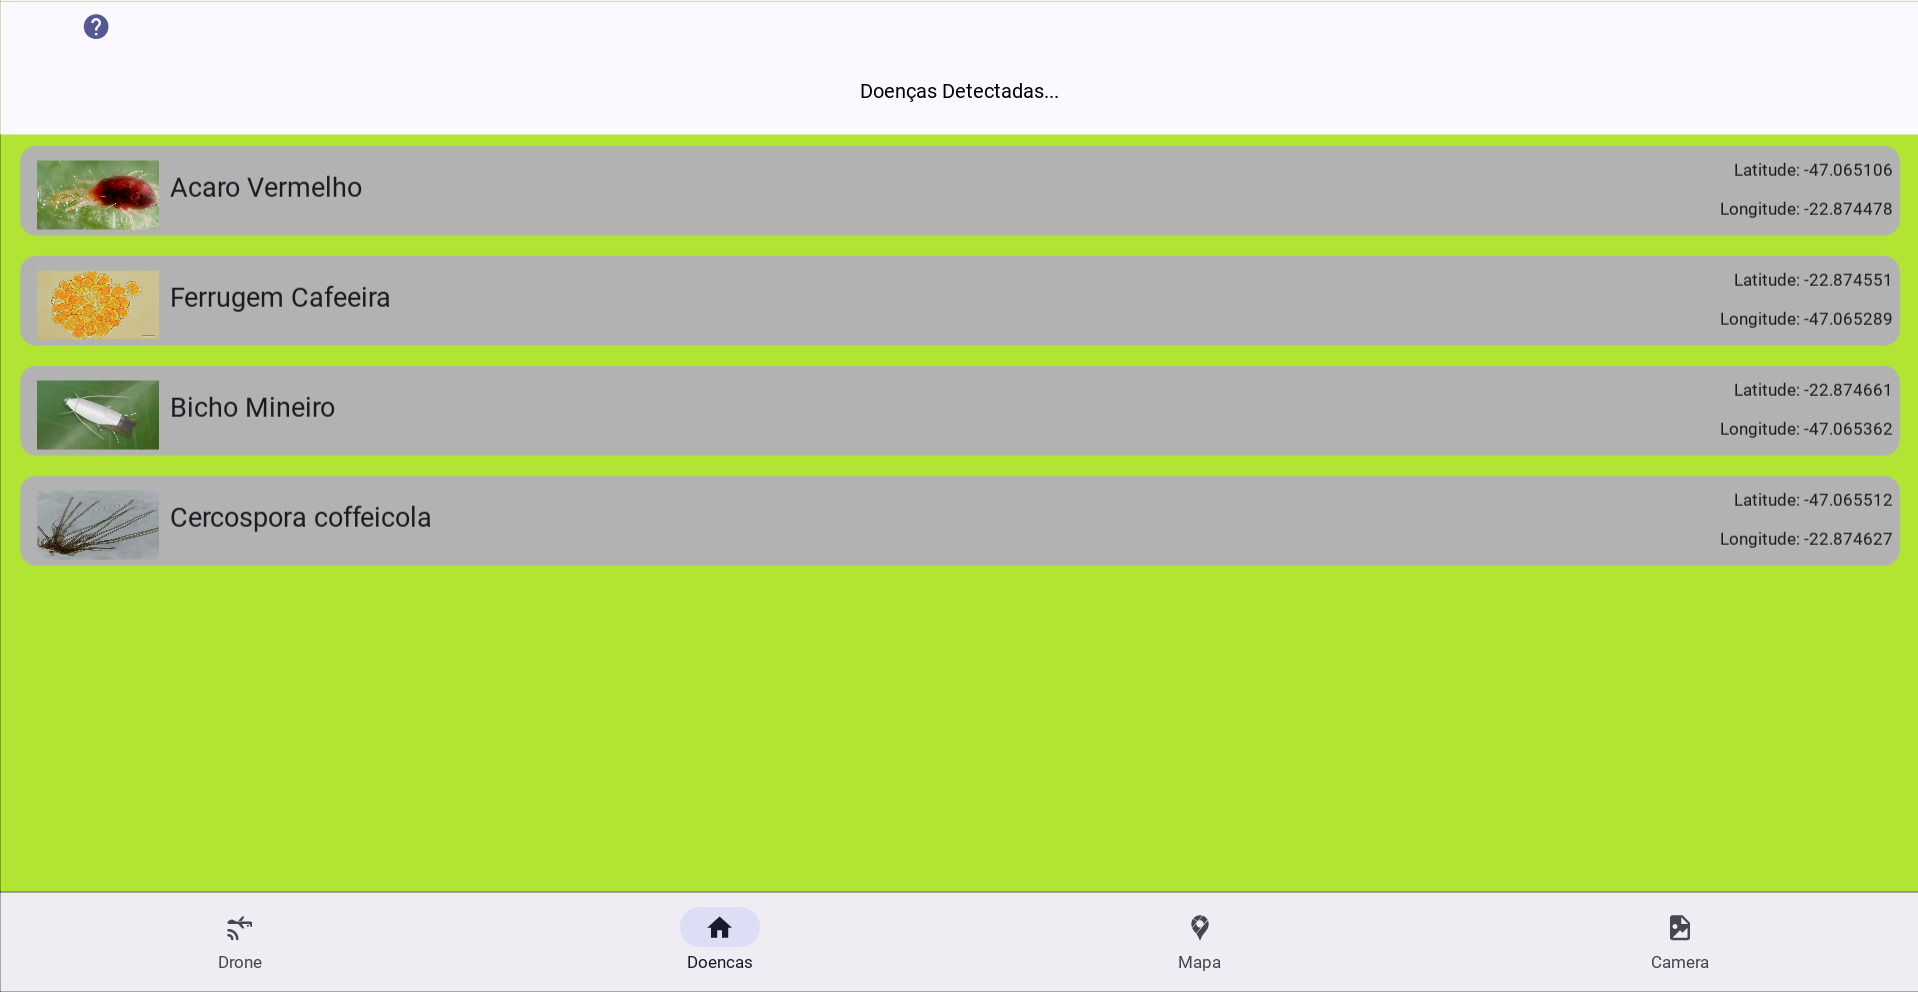 Doenças Detectadas...
Acaro Vermelho
Latitude: -47.065106
Longitude: -22.874478
Ferrugem Cafeeira
Latitude: -22.874551
Longitude: -47.065289
Bicho Mineiro
Latitude: -22.874661
Longitude: -47.065362
Cercospora coffeicola
Latitude: -47.065512
Longitude: -22.874627
Drone
Doencas
Mapa
Camera